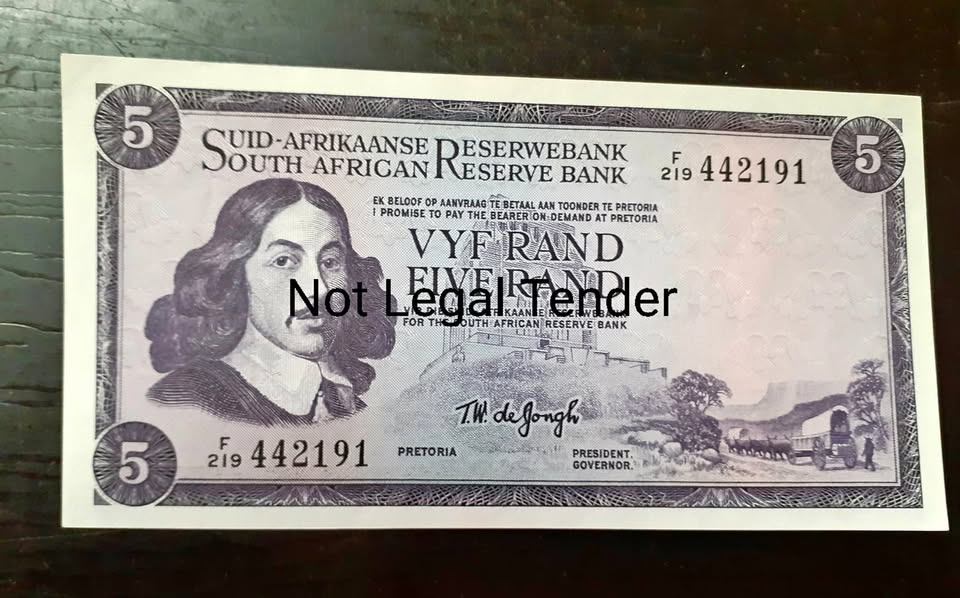 5
5
SUID-AFRIKAANSE RESERWEBANK
SOUTH AFRICAN RESERVE BANK
F
219 442191
EK BELOOF OP AANVRAAG TE BETAAL AAN TOONDER TE PRETORIA
I PROMISE TO PAY THE BEARER ON DEMAND AT PRETORIA
VYF RAND
FIVE RAND
Not Legal Tender
RESERWEBANK
FOR THE SOUTH AFRICAN RESERVE BANK
T.W. de Jongh
5
F
219 442191
PRETORIA
PRESIDENT.
GOVERNOR.